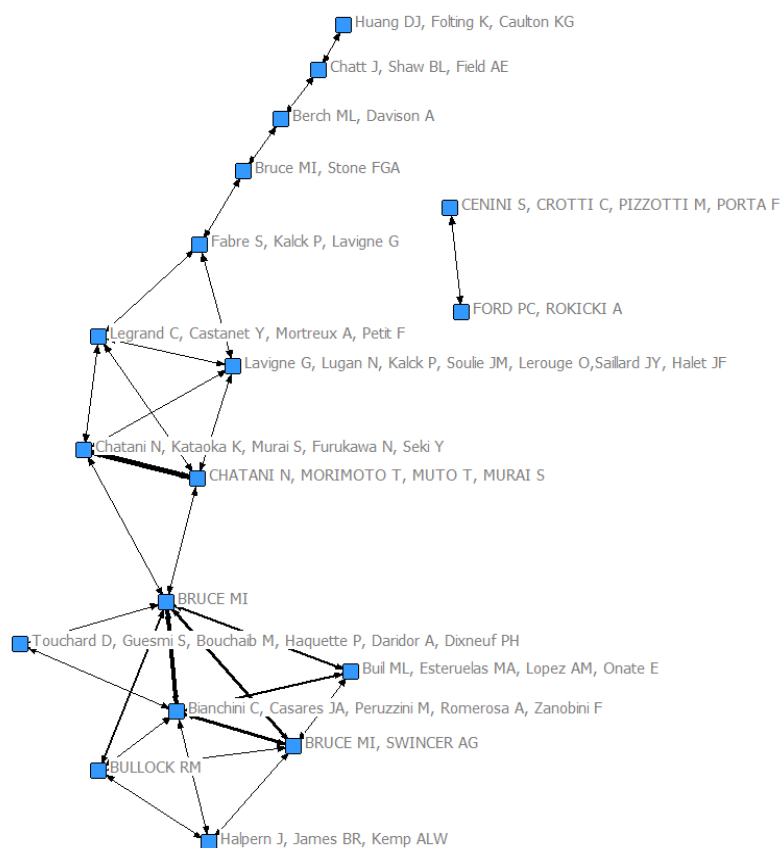 Huang DJ, Folting K, Caulton KG
Chatt J, Shaw BL, Field AE
Berch ML, Davison A
Bruce MI, Stone FGA
CENINI S, CROTTI C, PIZZOTTI M, PORTA F
Fabre S, Kalck P, Lavigne G
FORD PC, ROKICKI A
Legrand C, Castanet Y, Mortreux A, Petit F
Lavigne G, Lugan N, Kalck P, Soulie JM, Lerouge O,Saillard JY, Halet JF
Chatani N, Kataoka K, Murai S, Furukawa N, Seki Y
CHATANI N, MORIMOTO T, MUTO T, MURAI S
BRUCE MI
Touchard D, Guesmi S, Bouchaib M, Haquette P, Daridor A, Dixneuf PH
Buil ML, Esteruelas MA, Lopez AM, Onate E
Bianchini C, Casares JA, Peruzzini M, Romerosa A, Zanobini F
BRUCE MI, SWINCER AG
BULLOCK RM
Halpern J, James BR, Kemp ALW